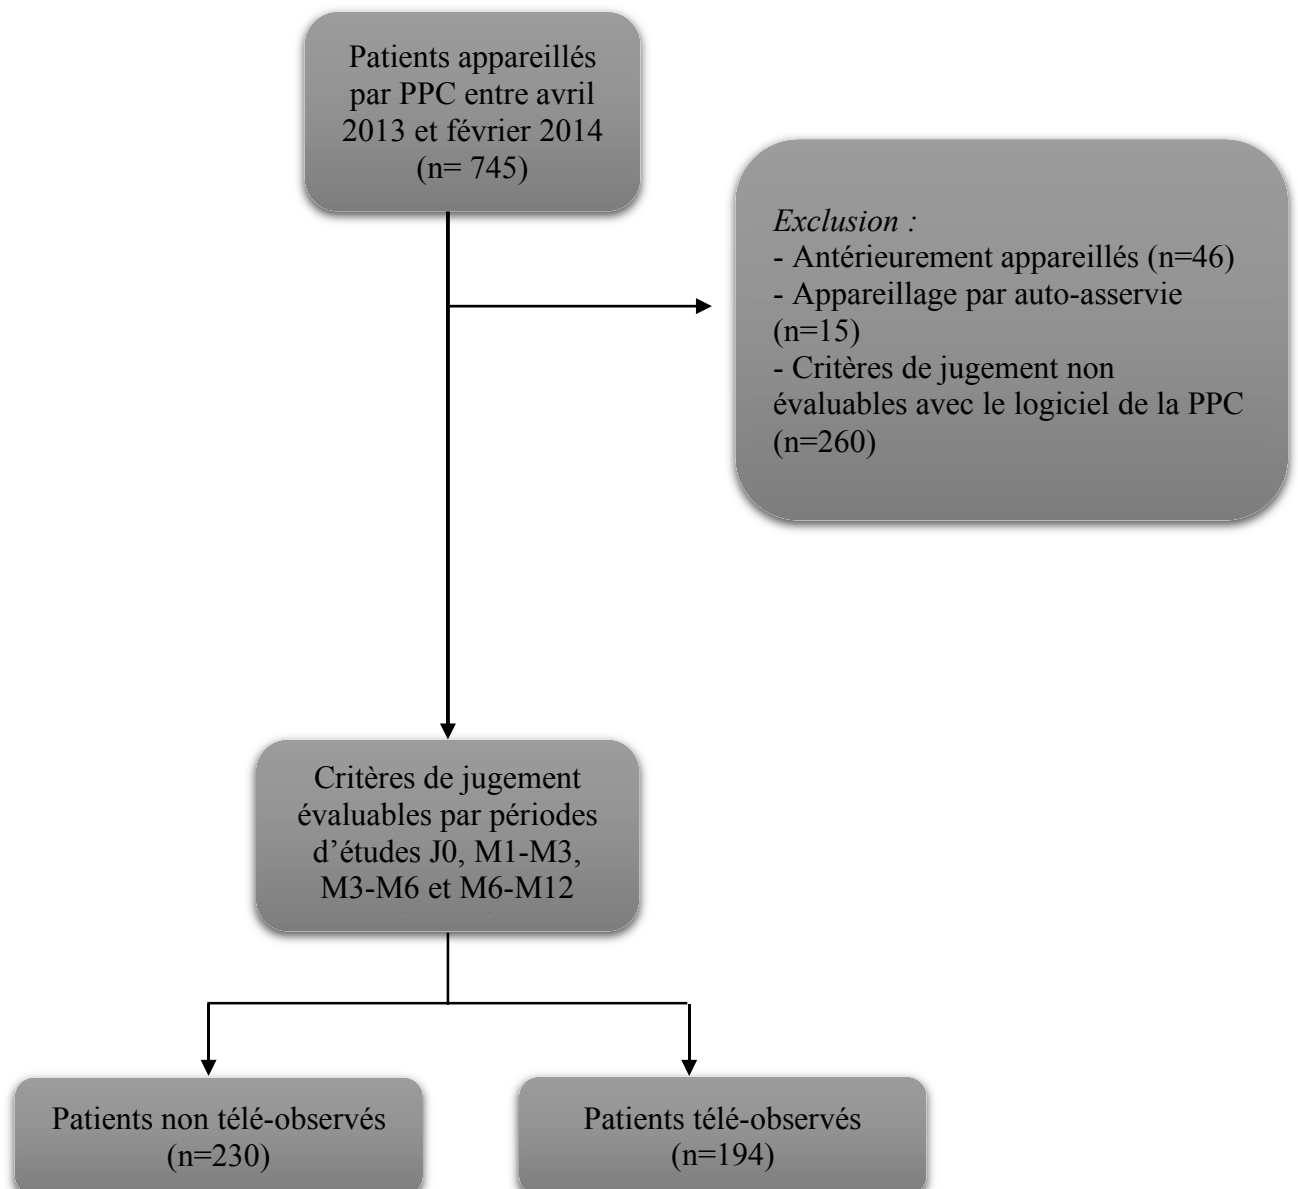 Patients appareillés
par PPC entre avril
2013 et février 2014
(n= 745)
Exclusion :
- Antérieurement appareillés (n=46)
- Appareillage par auto-asservie
(n=15)
- Critères de jugement non
évaluables avec le logiciel de la PPC
(n=260)
Critères de jugement
évaluables par périodes
d’études J0, M1-M3,
M3-M6 et M6-M12
Patients non télé-observés
(n=230)
Patients télé-observés
(n=194)